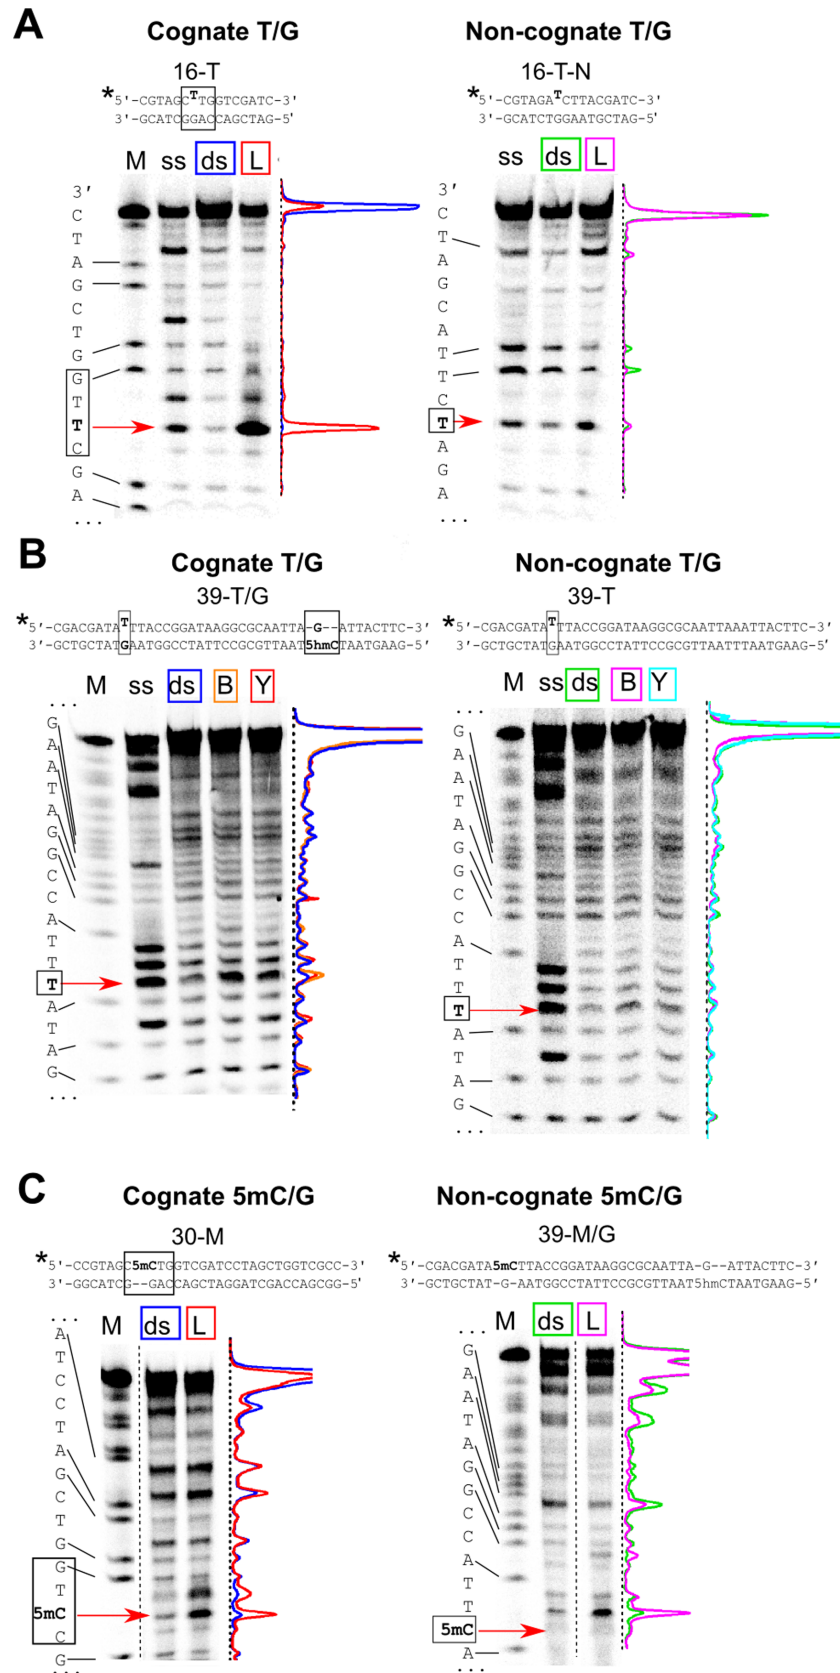 A
Cognate T/G
Non-cognate T/G
16-T
16-T-N
*5'-CGTAGCTTGGTCGATC-3'
3'-GCATCGGACCAGCTAG-5'
*5'-CGTAGATCTTACGATC-3'
3'-GCATCTGGAATGCTAG-5'
M ss ds L
ss ds L
3'
C
T
A
G
C
T
G
G
T
T
C
G
A
...
3'
C
T
A
G
C
A
T
T
C
T
A
G
A
...
B
Cognate T/G
Non-cognate T/G
39-T/G
39-T
*5'-CGACGATATTTACCGGATAAGGCGCAATTA-G--ATTACTTC-3'
3'-GCTGCTATGAATGGCCTATTCCGCGTTAAT5hmCTAATGAAG-5'
*5'-CGACGATATTTACCGGATAAGGCGCAATTAAATTACTTC-3'
3'-GCTGCTATGAATGGCCTATTCCGCGTTAATTTAATGAAG-5'
M ss ds B Y
M ss ds B Y
...
G
A
A
T
A
G
G
C
C
A
T
T
T
A
T
A
G
...
...
G
A
A
T
A
G
G
C
C
A
T
T
T
A
T
A
G
...
C
Cognate 5mC/G
Non-cognate 5mC/G
30-M
39-M/G
*5'-CCGTAGC5mCTGGTCGATCCTAGCTGGTCGCC-3'
3'-GGCATCG--GACCAGCTAGGATCGACCAGCGG-5'
*5'-CGACGATA5mCTTACCGGATAAGGCGCAATTA-G--ATTACTTC-3'
3'-GCTGCTAT-G-AATGGCCTATTCCGCGTTAAT5hmCTAATGAAG-5'
M ds L
M ds L
...
A
T
C
C
T
A
G
C
T
G
G
T
5mC
C
G
...
...
G
A
A
T
A
G
G
C
C
A
T
T
5mC
A
...